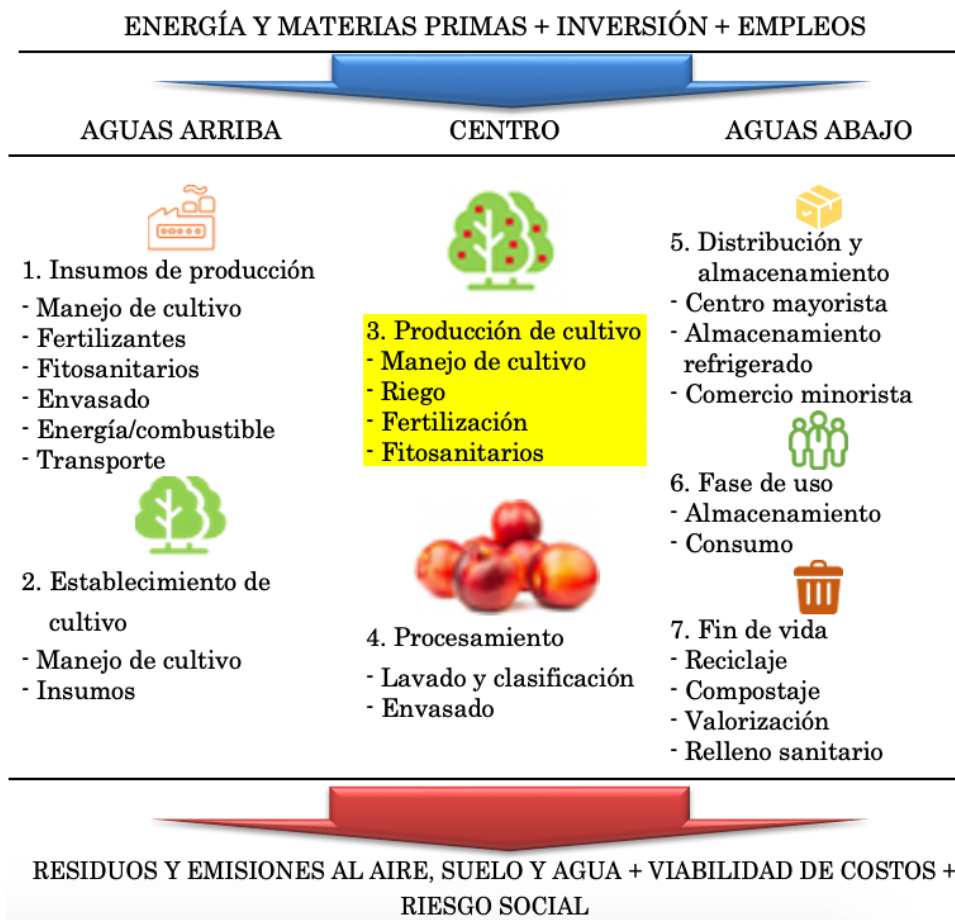 ENERGÍA Y MATERIAS PRIMAS + INVERSIÓN + EMPLEOS
AGUAS ARRIBA
CENTRO
AGUAS ABAJO
1. Insumos de producción
- Manejo de cultivo
- Fertilizantes
- Fitosanitarios
- Envasado
- Energía/combustible
- Transporte
2. Establecimiento de
cultivo
- Manejo de cultivo
- Insumos
3. Producción de cultivo
- Manejo de cultivo
- Riego
- Fertilización
- Fitosanitarios
4. Procesamiento
- Lavado y clasificación
- Envasado
5. Distribución y
almacenamiento
- Centro mayorista
- Almacenamiento
refrigerado
- Comercio minorista
6. Fase de uso
- Almacenamiento
- Consumo
7. Fin de vida
- Reciclaje
- Compostaje
- Valorización
- Relleno sanitario
RESIDUOS Y EMISIONES AL AIRE, SUELO Y AGUA + VIABILIDAD DE COSTOS +
RIESGO SOCIAL